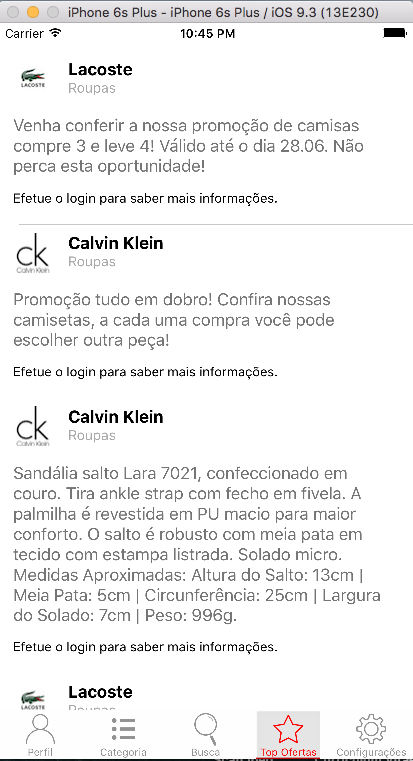 iPhone 6s Plus - iPhone 6s Plus / iOS 9.3 (13E230)
Carrier 10:45 PM
LACOSTE
Lacoste
Roupas
Venha conferir a nossa promoção de camisas
compre 3 e leve 4! Válido até o dia 28.06. Não
perca esta oportunidade!
Efetue o login para saber mais informações.
ck
Calvin Klein
Calvin Klein
Roupas
Promoção tudo em dobro! Confira nossas
camisetas, a cada uma compra você pode
escolher outra peça!
Efetue o login para saber mais informações.
ck
Calvin Klein
Calvin Klein
Roupas
Sandália salto Lara 7021, confeccionado em
couro. Tira ankle strap com fecho em fivela. A
palmilha é revestida em PU macio para maior
conforto. O salto é robusto com meia pata em
tecido com estampa listrada. Solado micro.
Medidas Aproximadas: Altura do Salto: 13cm |
Meia Pata: 5cm | Circunferência: 25cm | Largura
do Solado: 7cm | Peso: 996g.
Efetue o login para saber mais informações.
LACOSTE
Lacoste
Roupas
Perfil Categoria Busca Top Ofertas Configurações